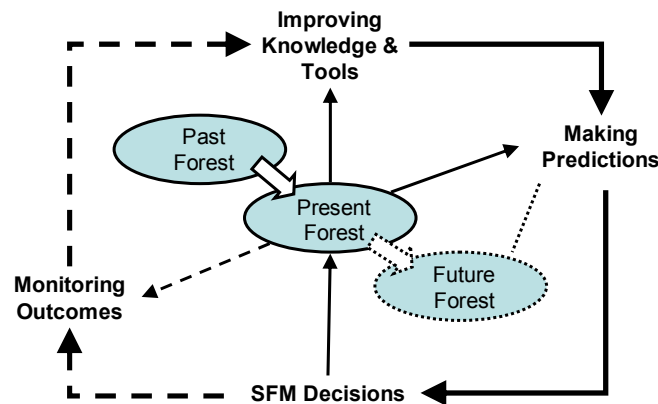 Improving
Knowledge &
Tools
Past
Forest
Making
Predictions
Present
Forest
Monitoring
Outcomes
Future
Forest
SFM Decisions